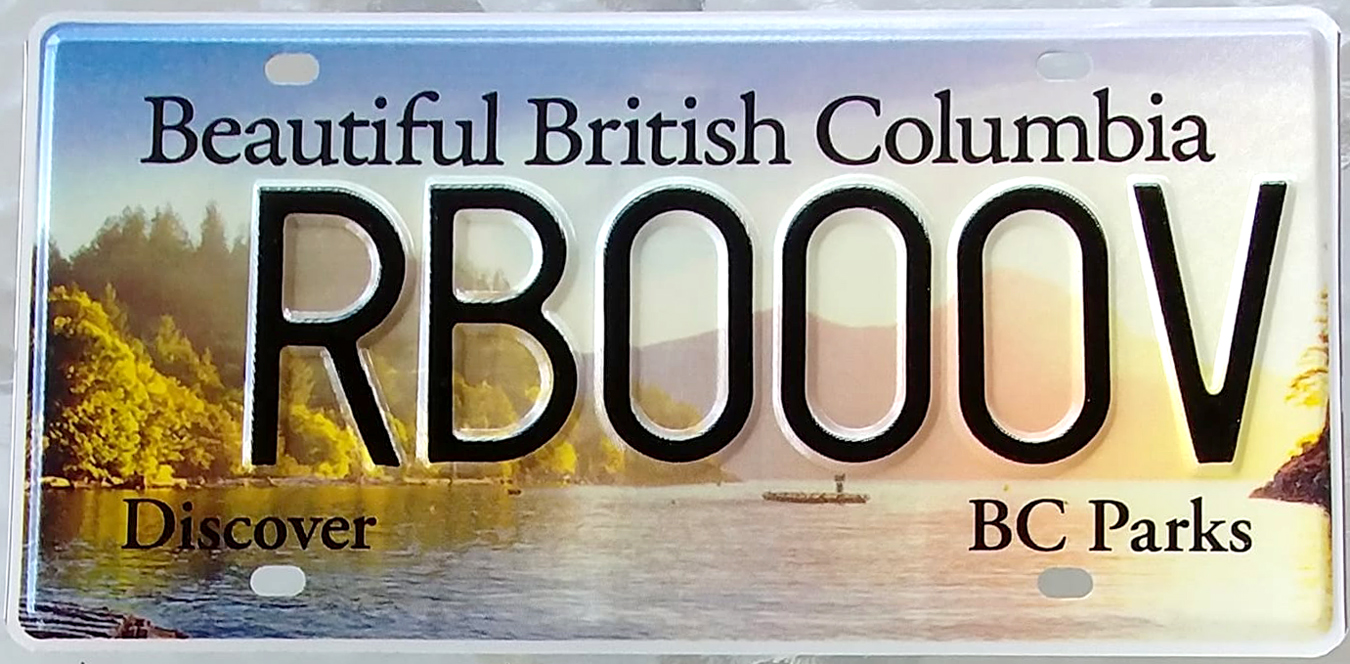 Beautiful British Columbia
RB000V
Discover BC Parks